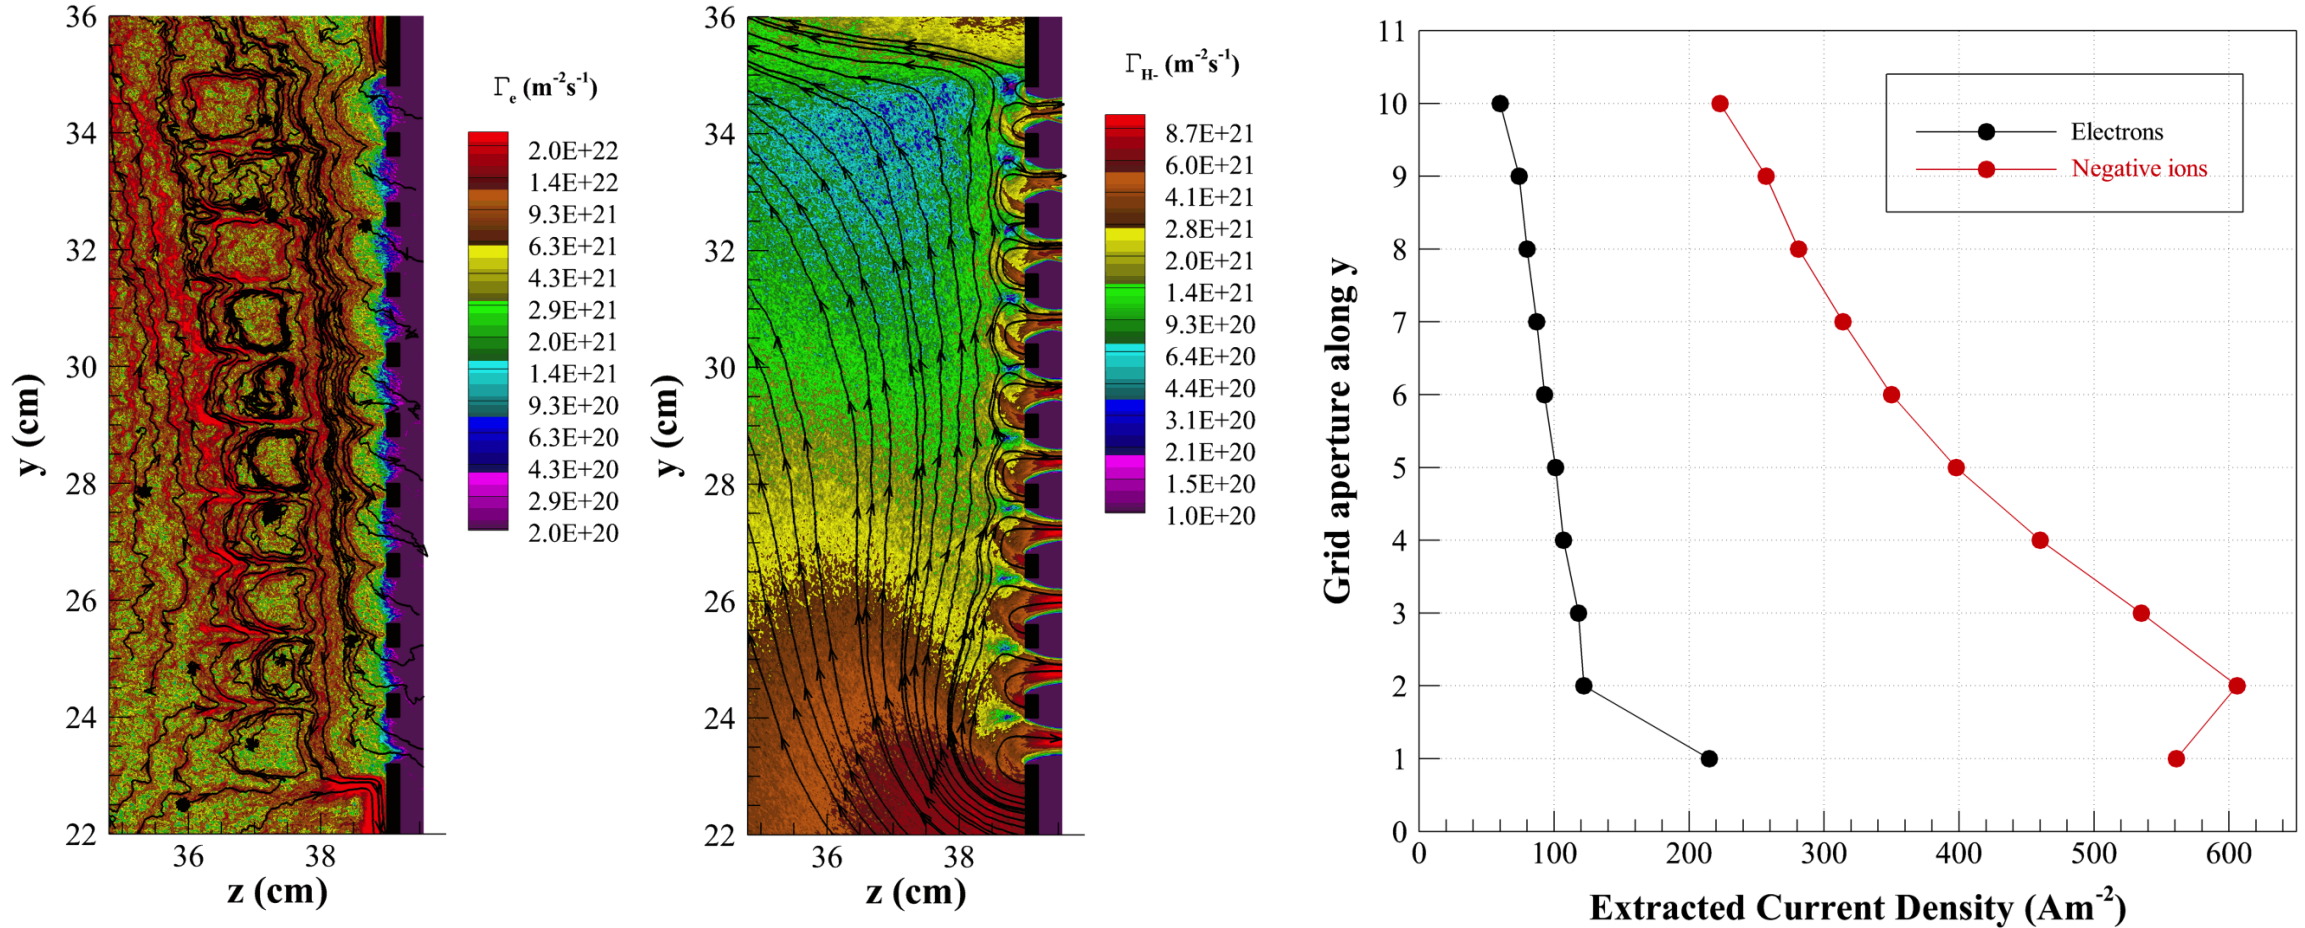 36
34
32
30
28
26
24
22
y (cm)
36 38
z (cm)
Γe (m-2s-1)
2.0E+22
1.4E+22
9.3E+21
6.3E+21
4.3E+21
2.9E+21
2.0E+21
1.4E+21
9.3E+20
6.3E+20
4.3E+20
2.9E+20
2.0E+20
36
34
32
30
28
26
24
22
y (cm)
36 38
z (cm)
ΓH- (m-2s-1)
8.7E+21
6.0E+21
4.1E+21
2.8E+21
2.0E+21
1.4E+21
9.3E+20
6.4E+20
4.4E+20
3.1E+20
2.1E+20
1.5E+20
1.0E+20
11
10
9
8
7
6
5
4
3
2
1
0
Grid aperture along y
Electrons
Negative ions
0 100 200 300 400 500 600
Extracted Current Density (Am-2)